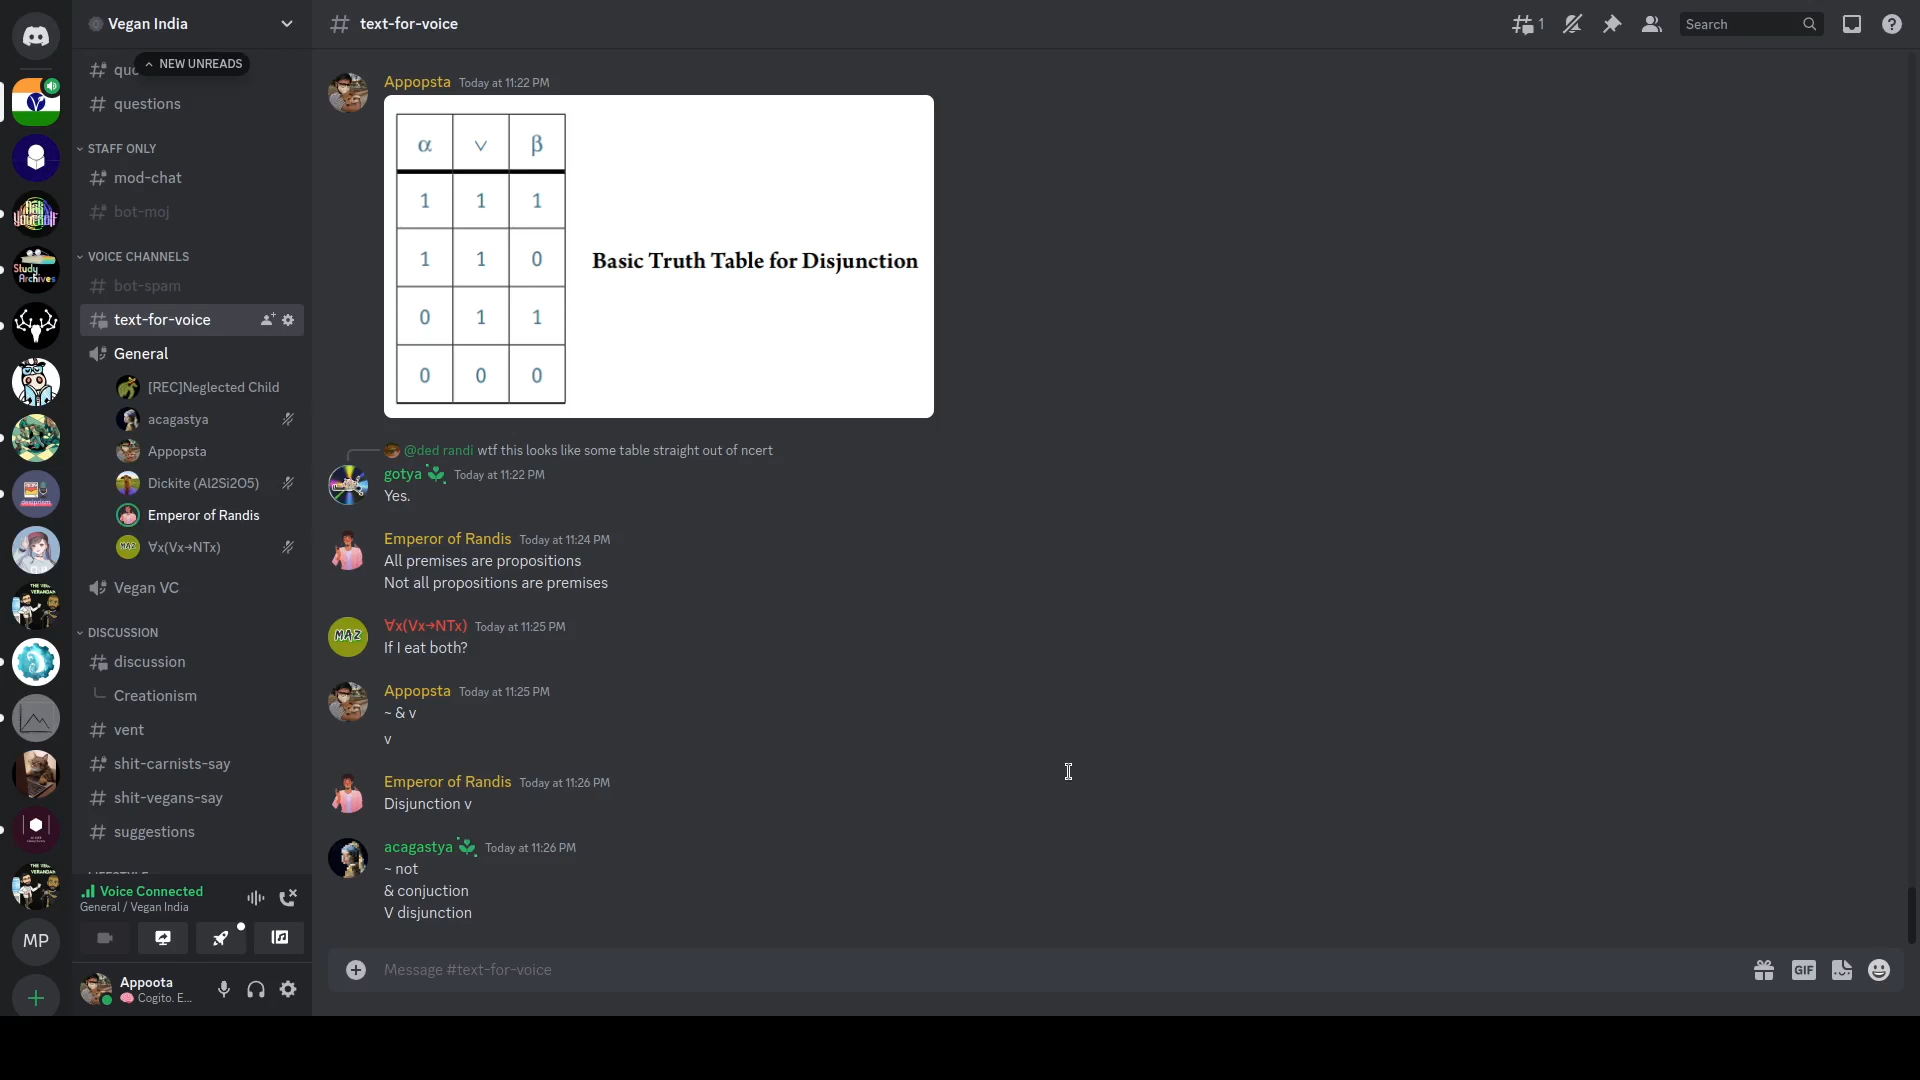 Vegan India
NEW UNREADS
questions
STAFF ONLY
mod-chat
bot-moj
VOICE CHANNELS
bot-spam
text-for-voice
General
[REC]Neglected Child
acagastya
Appopsta
Dickite (Al2Si2O5)
Emperor of Randis
∀x(Vx→NTx)
Vegan VC
DISCUSSION
discussion
Creationism
vent
shit-carnists-say
shit-vegans-say
suggestions
Voice Connected
General / Vegan India
MP
Appoota
Cogito. E...
text-for-voice
1
Search
Appopsta Today at 11:22 PM
α ∨ β
1 1 1
1 1 0
0 1 1
0 0 0
Basic Truth Table for Disjunction
@ded randi wtf this looks like some table straight out of ncert
gotya Today at 11:22 PM
Yes.
Emperor of Randis Today at 11:24 PM
All premises are propositions
Not all propositions are premises
MAZ
∀x(Vx→NTx) Today at 11:25 PM
If I eat both?
Appopsta Today at 11:25 PM
~ & v
v
Emperor of Randis Today at 11:26 PM
Disjunction v
acagastya Today at 11:26 PM
~ not
& conjuction
V disjunction
Message #text-for-voice
GIF
Study
Archives